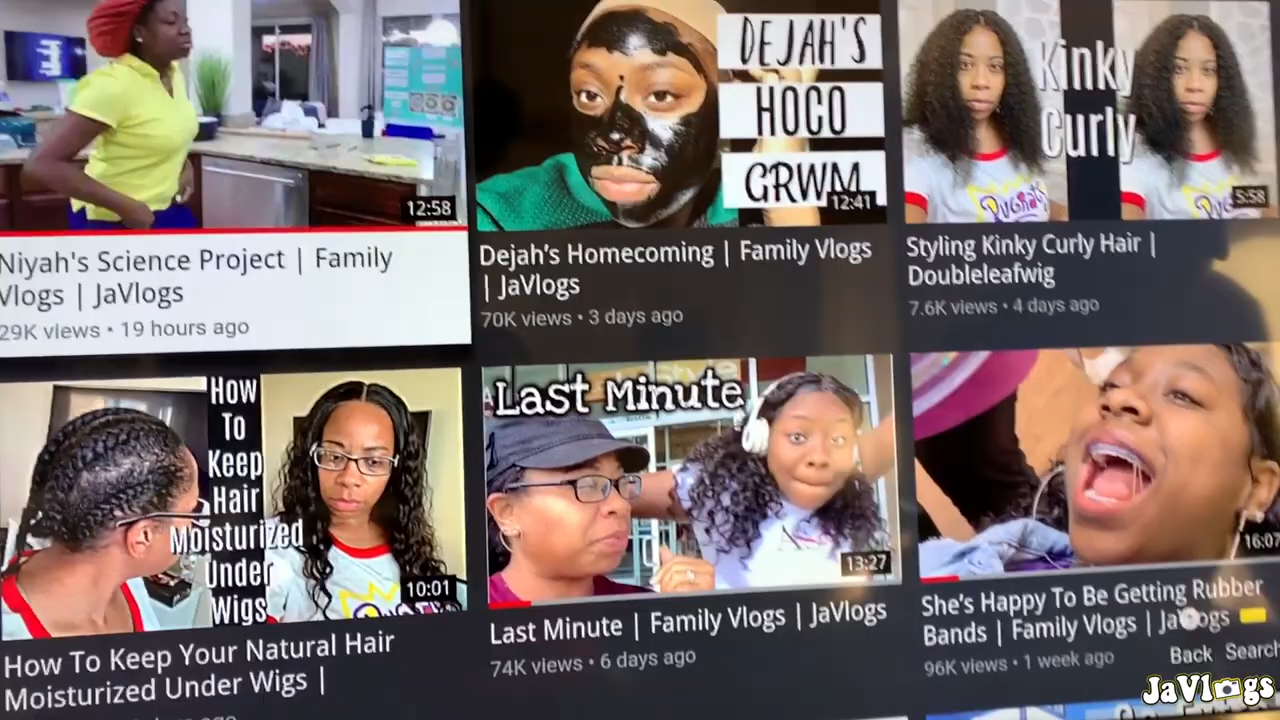 12:58
Niyah's Science Project | Family
Vlogs | JaVlogs
29K views • 19 hours ago
DEJAH'S
HOCO
GRWM
12:41
Dejah's Homecoming | Family Vlogs
| JaVlogs
70K views • 3 days ago
Kinky
Curly
5:58
Styling Kinky Curly Hair |
Doubleleafwig
7.6K views • 4 days ago
How
To
Keep
Hair
Moisturized
Under
Wigs
10:01
How To Keep Your Natural Hair
Moisturized Under Wigs |
Last Minute
13:27
Last Minute | Family Vlogs | JaVlogs
74K views • 6 days ago
16:07
She's Happy To Be Getting Rubber
Bands | Family Vlogs | JaVlogs
96K views • 1 week ago
Back Search
JaVlogs